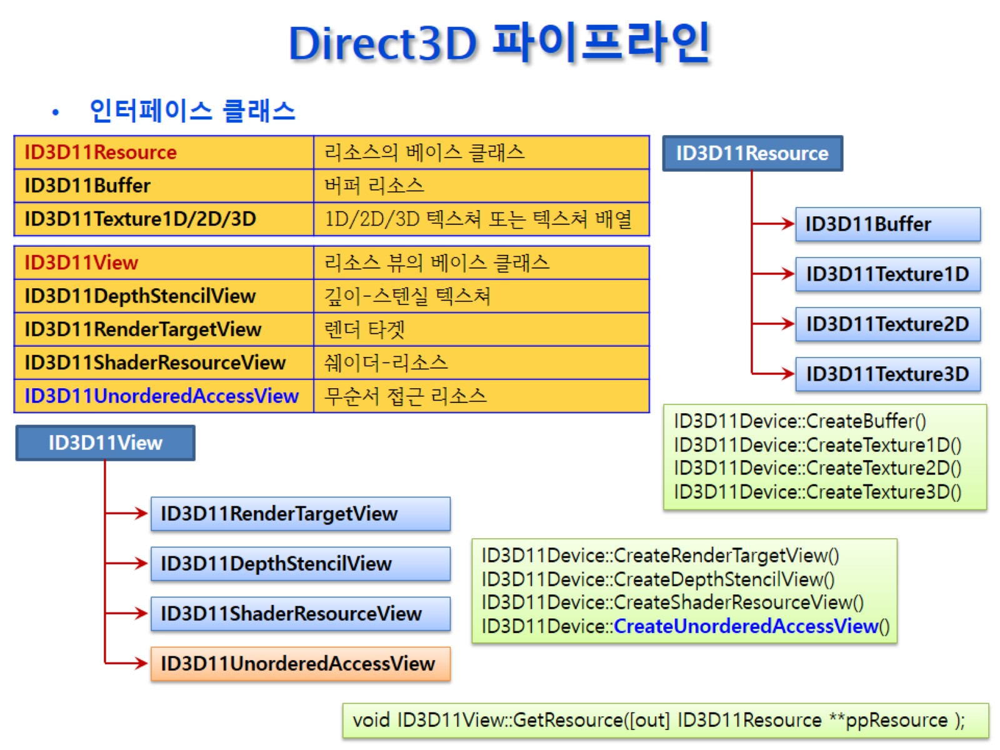 Direct3D 파이프라인
• 인터페이스 클래스
ID3D11Resource 리소스의 베이스 클래스
ID3D11Buffer 버퍼 리소스
ID3D11Texture1D/2D/3D 1D/2D/3D 텍스쳐 또는 텍스쳐 배열
ID3D11View 리소스 뷰의 베이스 클래스
ID3D11DepthStencilView 깊이-스텐실 텍스쳐
ID3D11RenderTargetView 렌더 타겟
ID3D11ShaderResourceView 쉐이더-리소스
ID3D11UnorderedAccessView 무순서 접근 리소스
ID3D11Resource
ID3D11Buffer
ID3D11Texture1D
ID3D11Texture2D
ID3D11Texture3D
ID3D11Device::CreateBuffer()
ID3D11Device::CreateTexture1D()
ID3D11Device::CreateTexture2D()
ID3D11Device::CreateTexture3D()
ID3D11View
ID3D11RenderTargetView
ID3D11DepthStencilView
ID3D11ShaderResourceView
ID3D11UnorderedAccessView
ID3D11Device::CreateRenderTargetView()
ID3D11Device::CreateDepthStencilView()
ID3D11Device::CreateShaderResourceView()
ID3D11Device::CreateUnorderedAccessView()
void ID3D11View::GetResource([out] ID3D11Resource **ppResource );